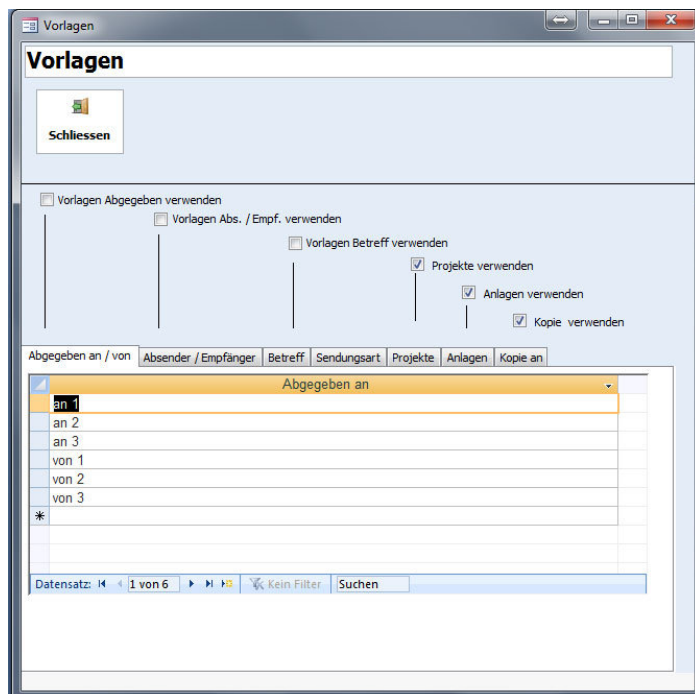 Vorlagen
Vorlagen
Schliessen
Vorlagen Abgegeben verwenden
Vorlagen Abs. / Empf. verwenden
Vorlagen Betreff verwenden
Projekte verwenden
Anlagen verwenden
Kopie verwenden
Abgegeben an / von Absender / Empfänger Betreff Sendungsart Projekte Anlagen Kopie an
Abgegeben an
an 1
an 2
an 3
von 1
von 2
von 3
Datensatz: 1 von 6 Kein Filter Suchen